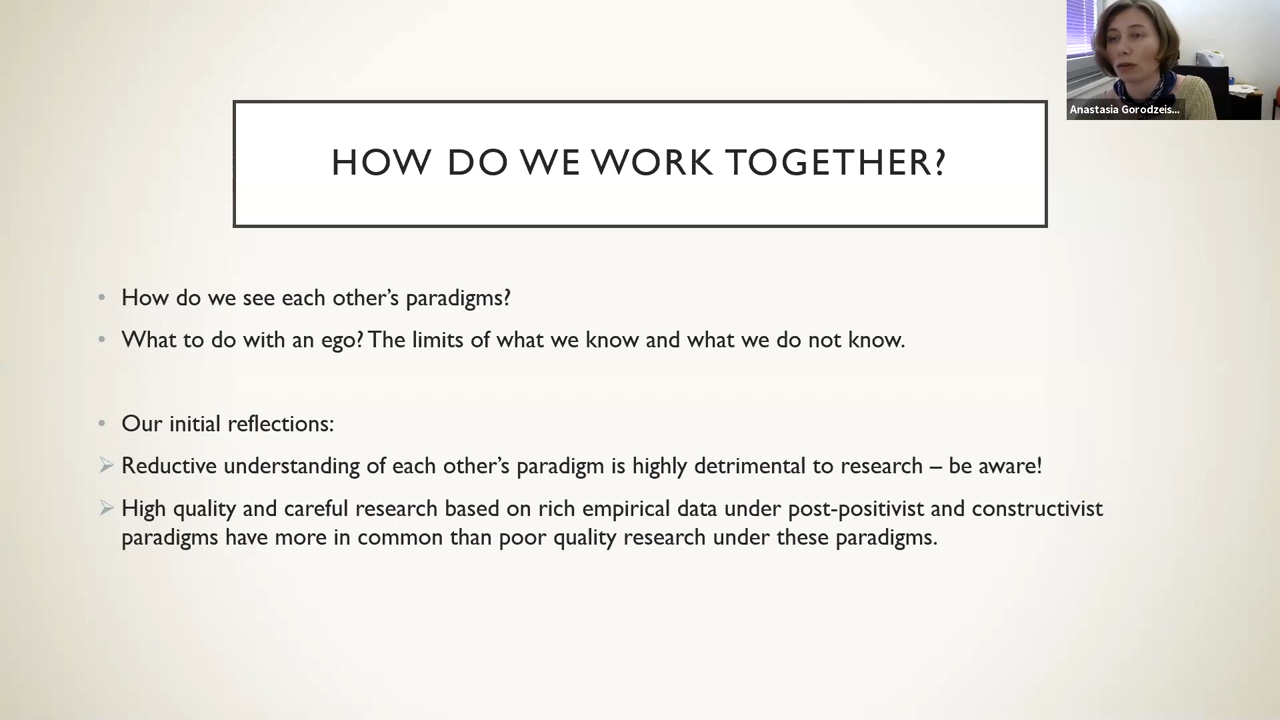 Anastasia Gorodzeis...
HOW DO WE WORK TOGETHER?
• How do we see each other’s paradigms?
• What to do with an ego? The limits of what we know and what we do not know.
• Our initial reflections:
➢ Reductive understanding of each other’s paradigm is highly detrimental to research – be aware!
➢ High quality and careful research based on rich empirical data under post-positivist and constructivist
paradigms have more in common than poor quality research under these paradigms.